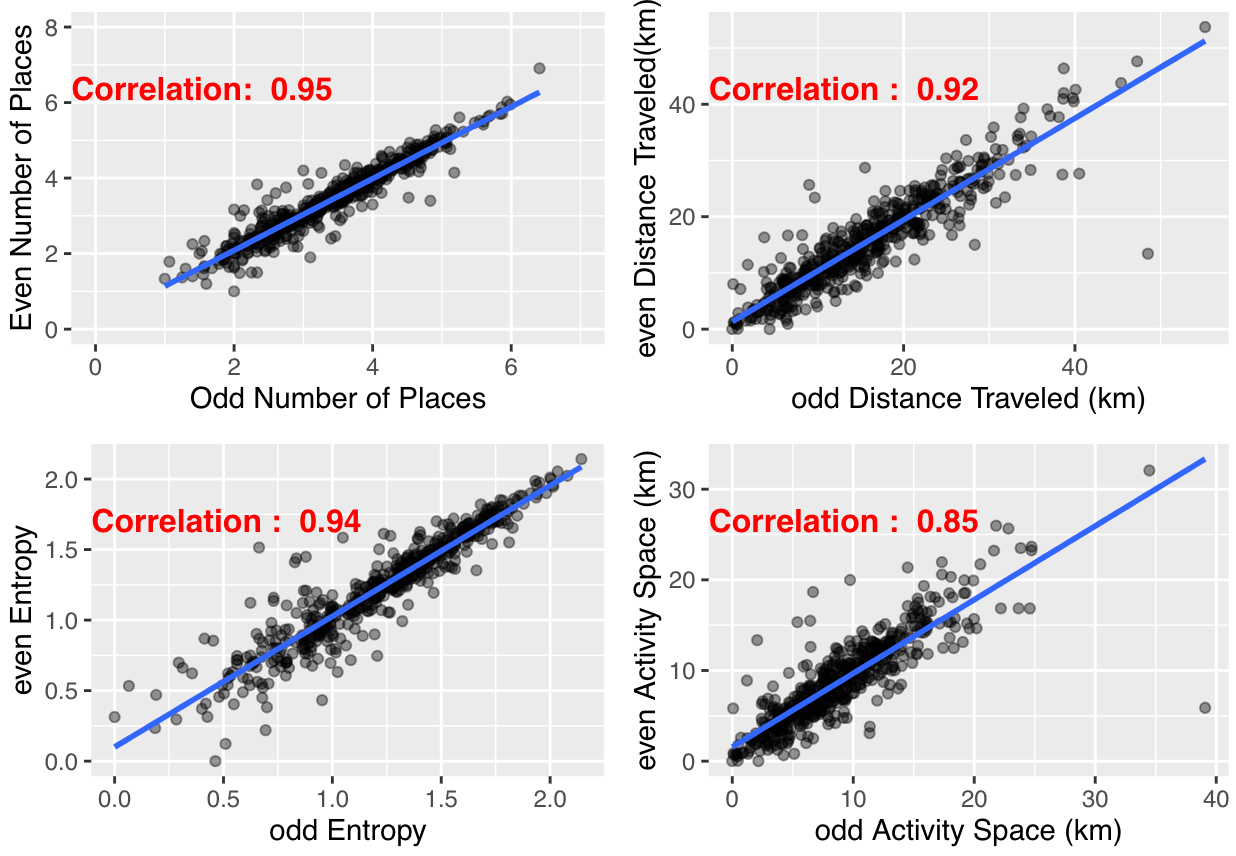 Even Number of Places
8
6
4
2
0
Correlation: 0.95
0 2 4 6
Odd Number of Places
even Distance Traveled(km)
40
20
0
Correlation : 0.92
0 20 40
odd Distance Traveled (km)
even Entropy
2.0
1.5
1.0
0.5
0.0
Correlation : 0.94
0.0 0.5 1.0 1.5 2.0
odd Entropy
even Activity Space (km)
30
20
10
0
Correlation : 0.85
0 10 20 30 40
odd Activity Space (km)